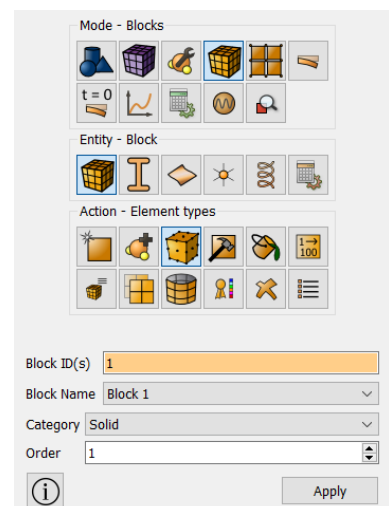 Mode - Blocks
t = 0
Entity - Block
Action - Element types
1→
100
Block ID(s) 1
Block Name Block 1
Category Solid
Order 1
i Apply